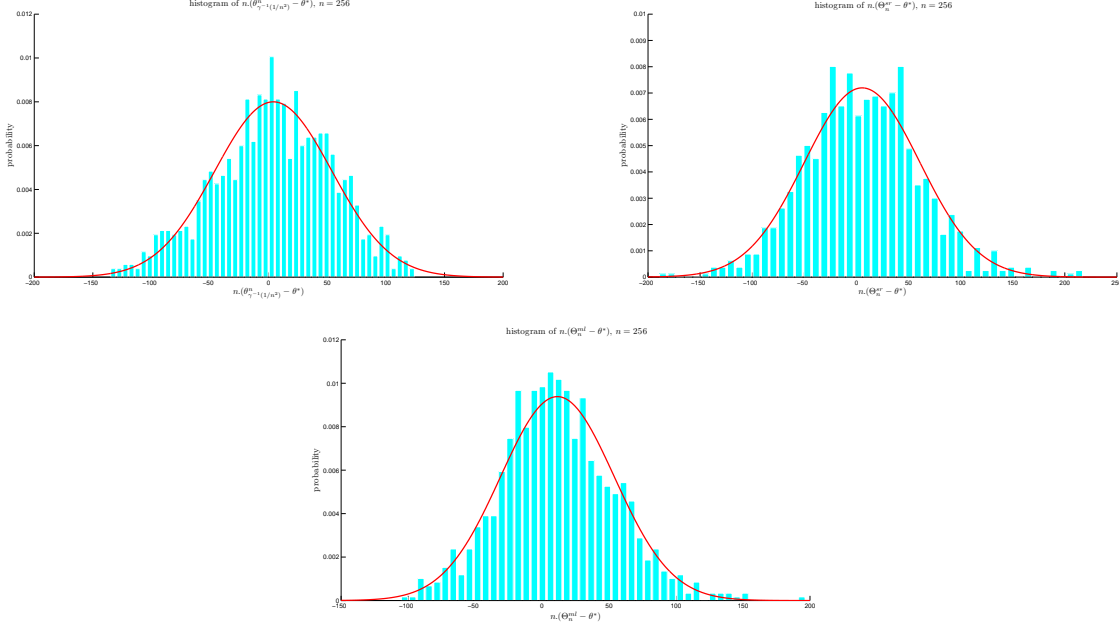 histogram of n.(θ^n_{γ^{-1}(1/n^2)} − θ*), n = 256
0.012
0.01
0.008
0.006
0.004
0.002
0
probability
−200 −150 −100 −50 0 50 100 150 200
n.(θ^n_{γ^{-1}(1/n^2)} − θ*)
histogram of n.(Θ_n^{sr} − θ*), n = 256
0.01
0.009
0.008
0.007
0.006
0.005
0.004
0.003
0.002
0.001
0
probability
−200 −150 −100 −50 0 50 100 150 200 250
n.(Θ_n^{sr} − θ*)
histogram of n.(Θ_n^{ml} − θ*), n = 256
0.012
0.01
0.008
0.006
0.004
0.002
0
probability
−150 −100 −50 0 50 100 150 200
n.(Θ_n^{ml} − θ*)